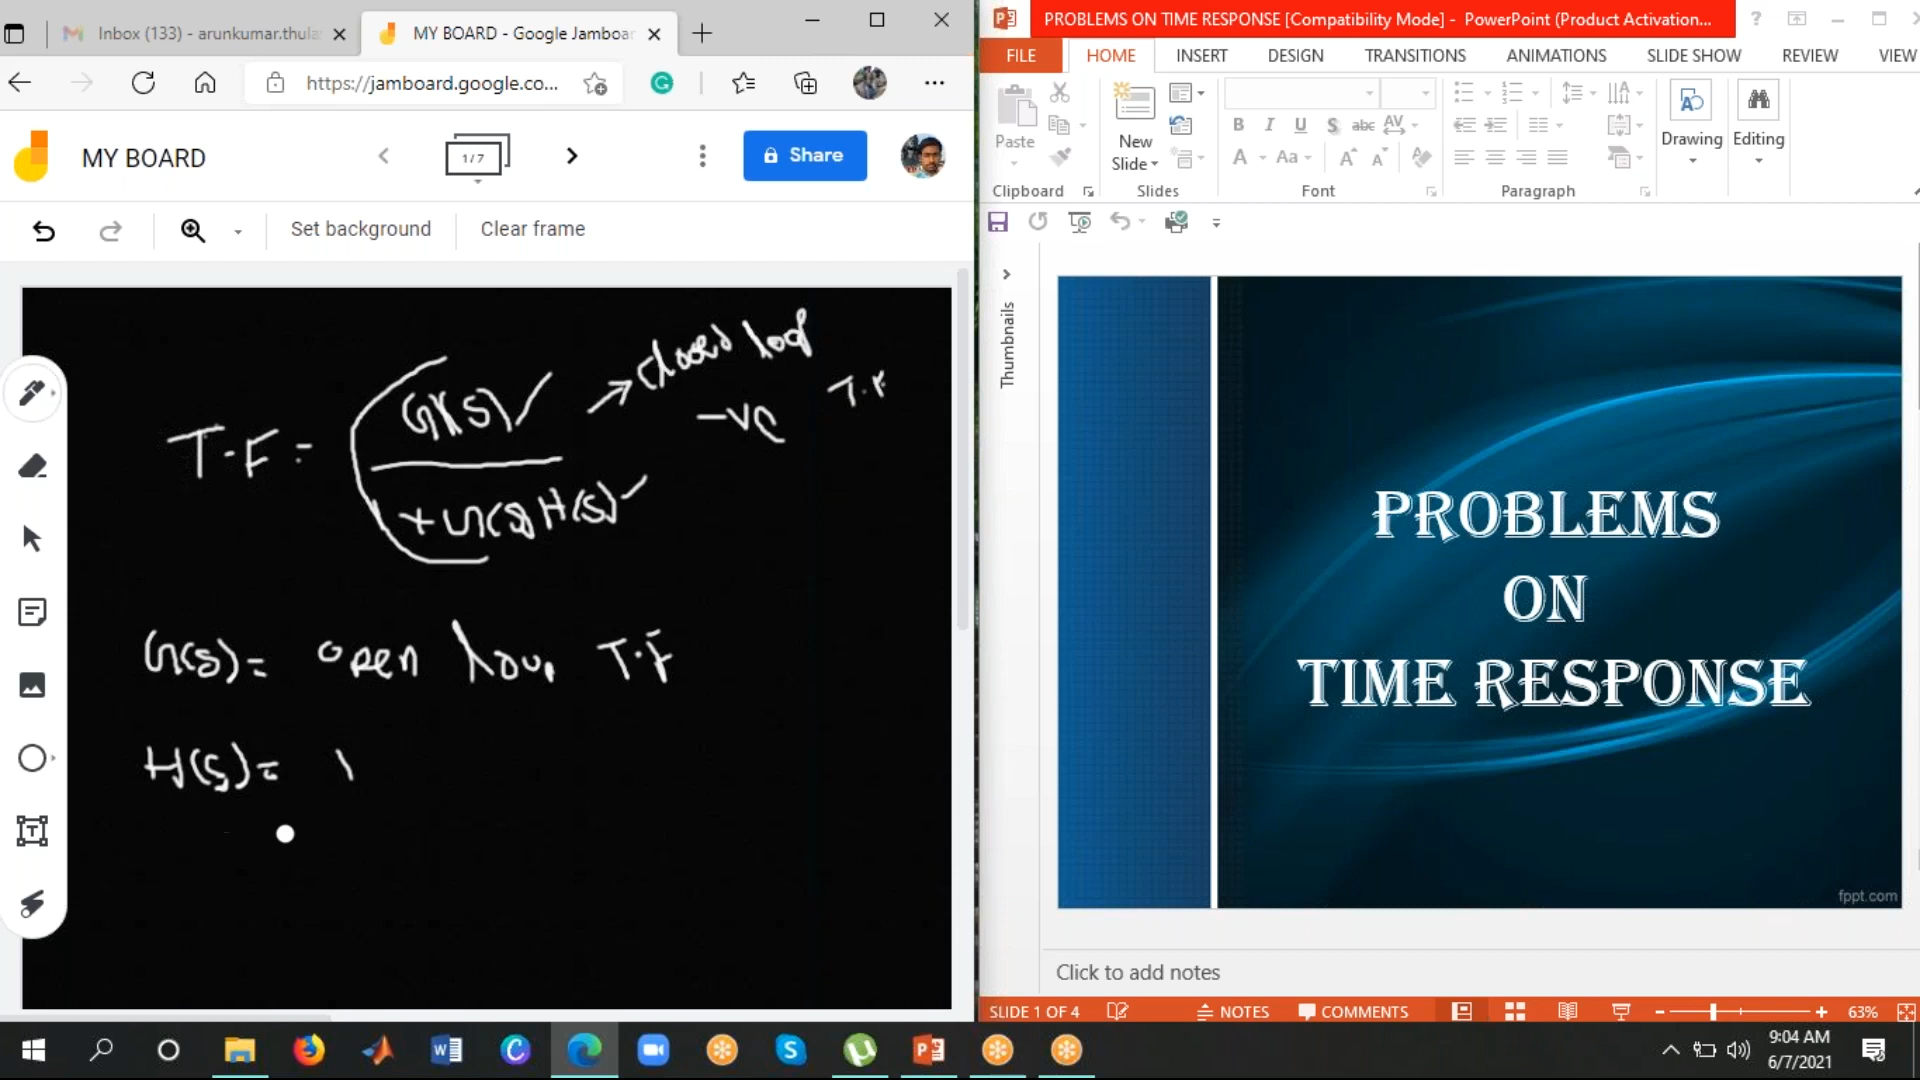 Inbox (133) - arunkumar.thula
MY BOARD - Google Jamboar
https://jamboard.google.co...
MY BOARD
1/7
Share
Set background
Clear frame
T.F = G(s) → closed loop T.F
-ve
+G(s)H(s)
G(s) = open loop T.F
H(s) =
PROBLEMS ON TIME RESPONSE [Compatibility Mode] - PowerPoint (Product Activation...
FILE HOME INSERT DESIGN TRANSITIONS ANIMATIONS SLIDE SHOW REVIEW VIEW
Paste
New
Slide
B I U S abc AV
A Aa A A
Drawing
Editing
Clipboard Slides Font Paragraph
Thumbnails
PROBLEMS
ON
TIME RESPONSE
fppt.com
Click to add notes
SLIDE 1 OF 4 NOTES COMMENTS 63%
9:04 AM
6/7/2021